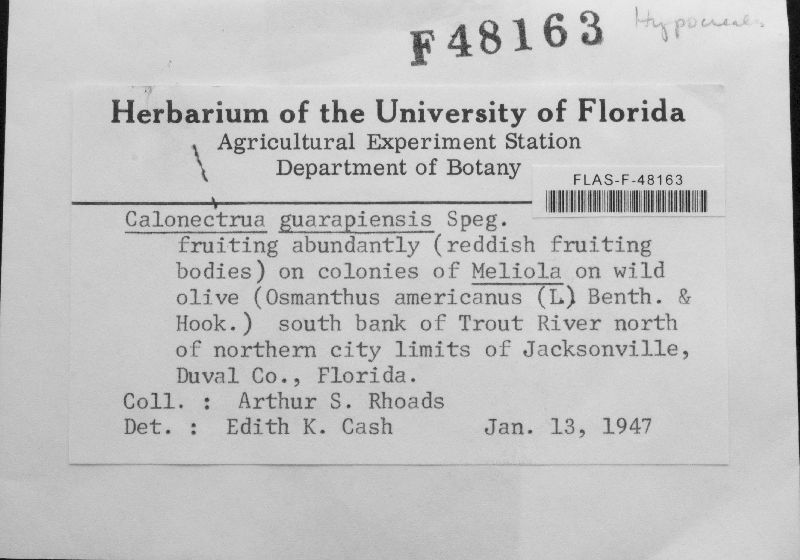 F48163 Hypocreales
Herbarium of the University of Florida
Agricultural Experiment Station
Department of Botany
FLAS-F-48163
Calonectrua guarapiensis Speg.
fruiting abundantly (reddish fruiting
bodies) on colonies of Meliola on wild
olive (Osmanthus americanus (L) Benth. &
Hook.) south bank of Trout River north
of northern city limits of Jacksonville,
Duval Co., Florida.
Coll. : Arthur S. Rhoads
Det. : Edith K. Cash Jan. 13, 1947